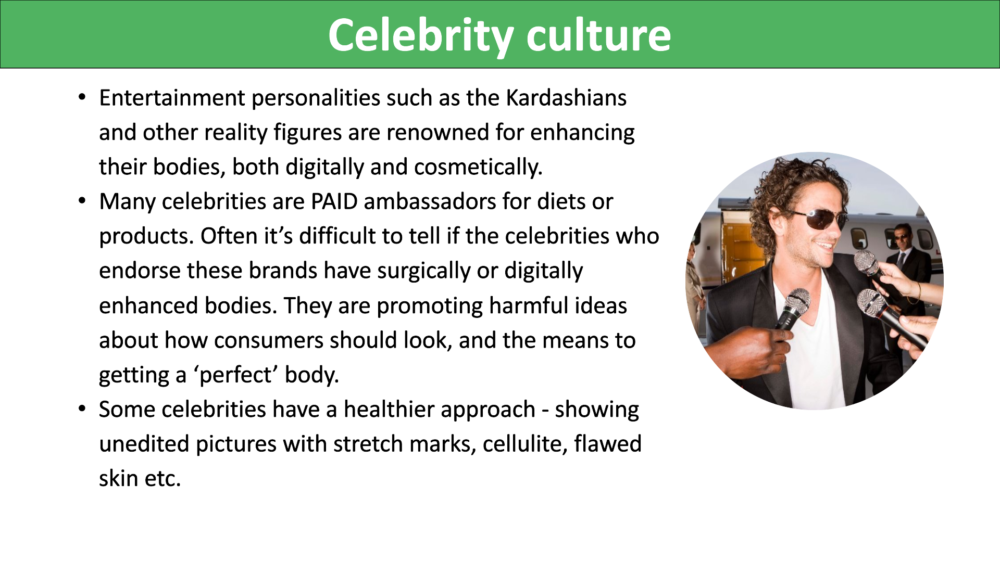 Celebrity culture
• Entertainment personalities such as the Kardashians
and other reality figures are renowned for enhancing
their bodies, both digitally and cosmetically.
• Many celebrities are PAID ambassadors for diets or
products. Often it’s difficult to tell if the celebrities who
endorse these brands have surgically or digitally
enhanced bodies. They are promoting harmful ideas
about how consumers should look, and the means to
getting a ‘perfect’ body.
• Some celebrities have a healthier approach - showing
unedited pictures with stretch marks, cellulite, flawed
skin etc.